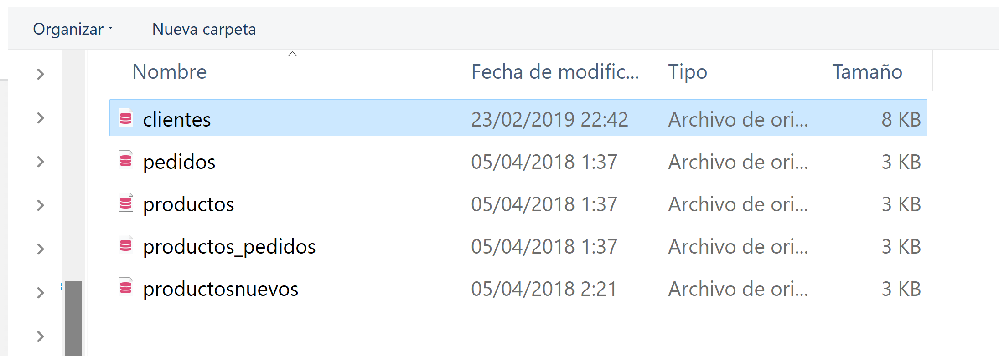 Organizar Nueva carpeta
Nombre Fecha de modific... Tipo Tamaño
clientes 23/02/2019 22:42 Archivo de ori... 8 KB
pedidos 05/04/2018 1:37 Archivo de ori... 3 KB
productos 05/04/2018 1:37 Archivo de ori... 3 KB
productos_pedidos 05/04/2018 1:37 Archivo de ori... 3 KB
productosnuevos 05/04/2018 2:21 Archivo de ori... 3 KB